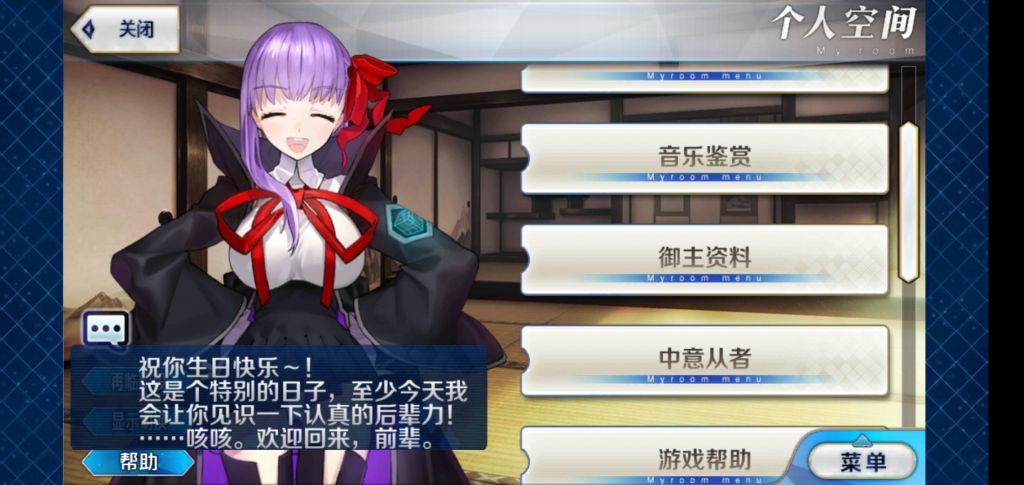 关闭
个人空间
My room
Myroom menu
音乐鉴赏
Myroom menu
御主资料
Myroom menu
中意从者
Myroom menu
游戏帮助
Myroom menu
祝你生日快乐～！
这是个特别的日子，至少今天我
会让你见识一下认真的后辈力！
……咳咳。欢迎回来，前辈。
再临
显示
帮助
菜单